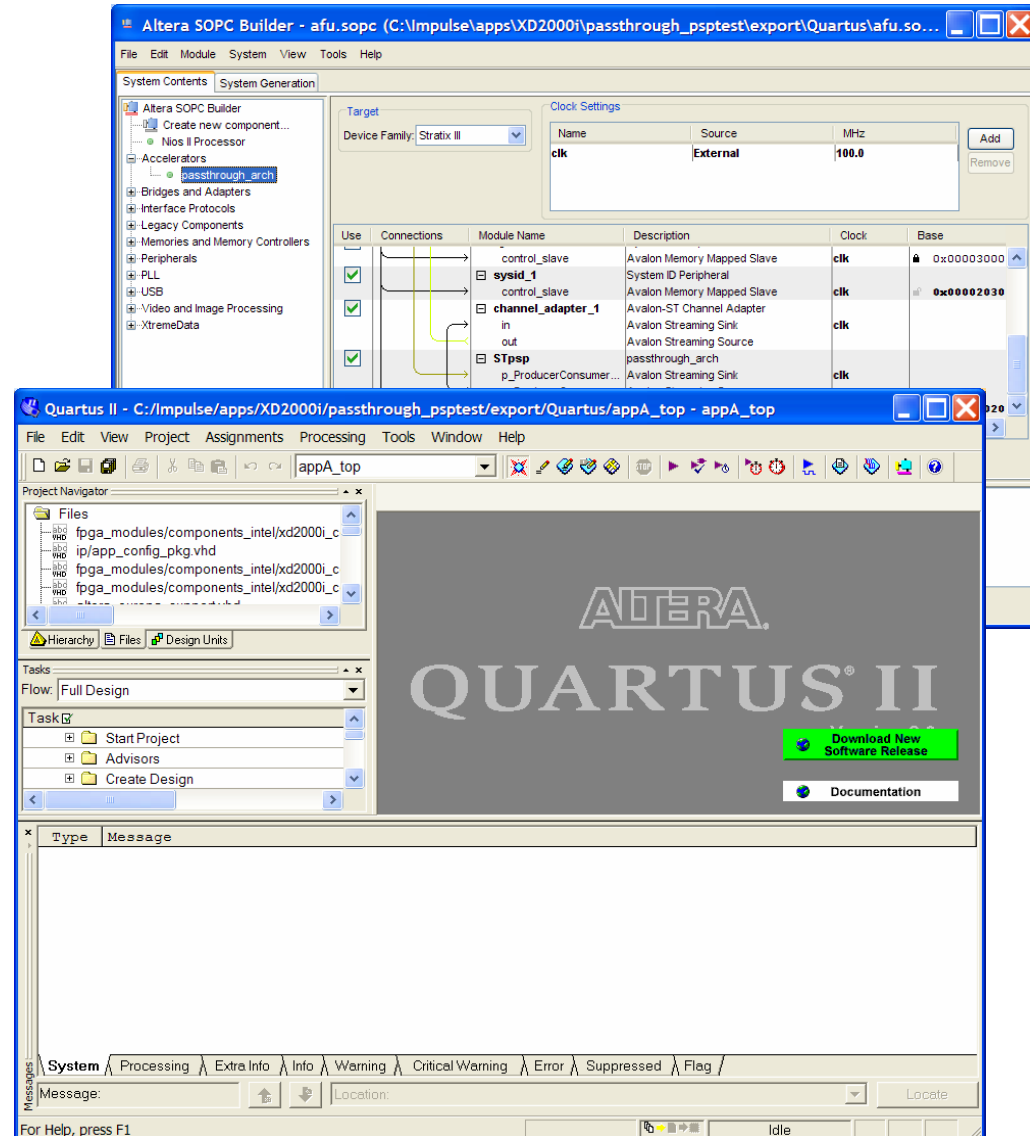 Altera SOPC Builder - afu.sopc (C:\Impulse\apps\XD2000i\passthrough_psptest\export\Quartus\afu.so...
File Edit Module System View Tools Help
System Contents System Generation
Altera SOPC Builder
Create new component...
Nios II Processor
Accelerators
passthrough_arch
Bridges and Adapters
Interface Protocols
Legacy Components
Memories and Memory Controllers
Peripherals
PLL
USB
Video and Image Processing
XtremeData
Target
Device Family: Stratix III
Clock Settings
Name Source MHz
clk External 100.0
Add
Remove
Use Connections Module Name Description Clock Base
control_slave Avalon Memory Mapped Slave clk 0x00003000
sysid_1 System ID Peripheral
control_slave Avalon Memory Mapped Slave clk 0x00002030
channel_adapter_1 Avalon-ST Channel Adapter
in Avalon Streaming Sink clk
out Avalon Streaming Source
STpsp passthrough_arch
p_ProducerConsumer... Avalon Streaming Sink clk
Quartus II - C:/Impulse/apps/XD2000i/passthrough_psptest/export/Quartus/appA_top - appA_top
File Edit View Project Assignments Processing Tools Window Help
appA_top
Project Navigator
Files
fpga_modules/components_intel/xd2000i_c
ip/app_config_pkg.vhd
fpga_modules/components_intel/xd2000i_c
fpga_modules/components_intel/xd2000i_c
Hierarchy Files Design Units
Tasks
Flow: Full Design
Task
Start Project
Advisors
Create Design
ALTERA.
QUARTUS® II
Download New
Software Release
Documentation
Type Message
System Processing Extra Info Info Warning Critical Warning Error Suppressed Flag
Messages
Message: Location: Locate
For Help, press F1 Idle